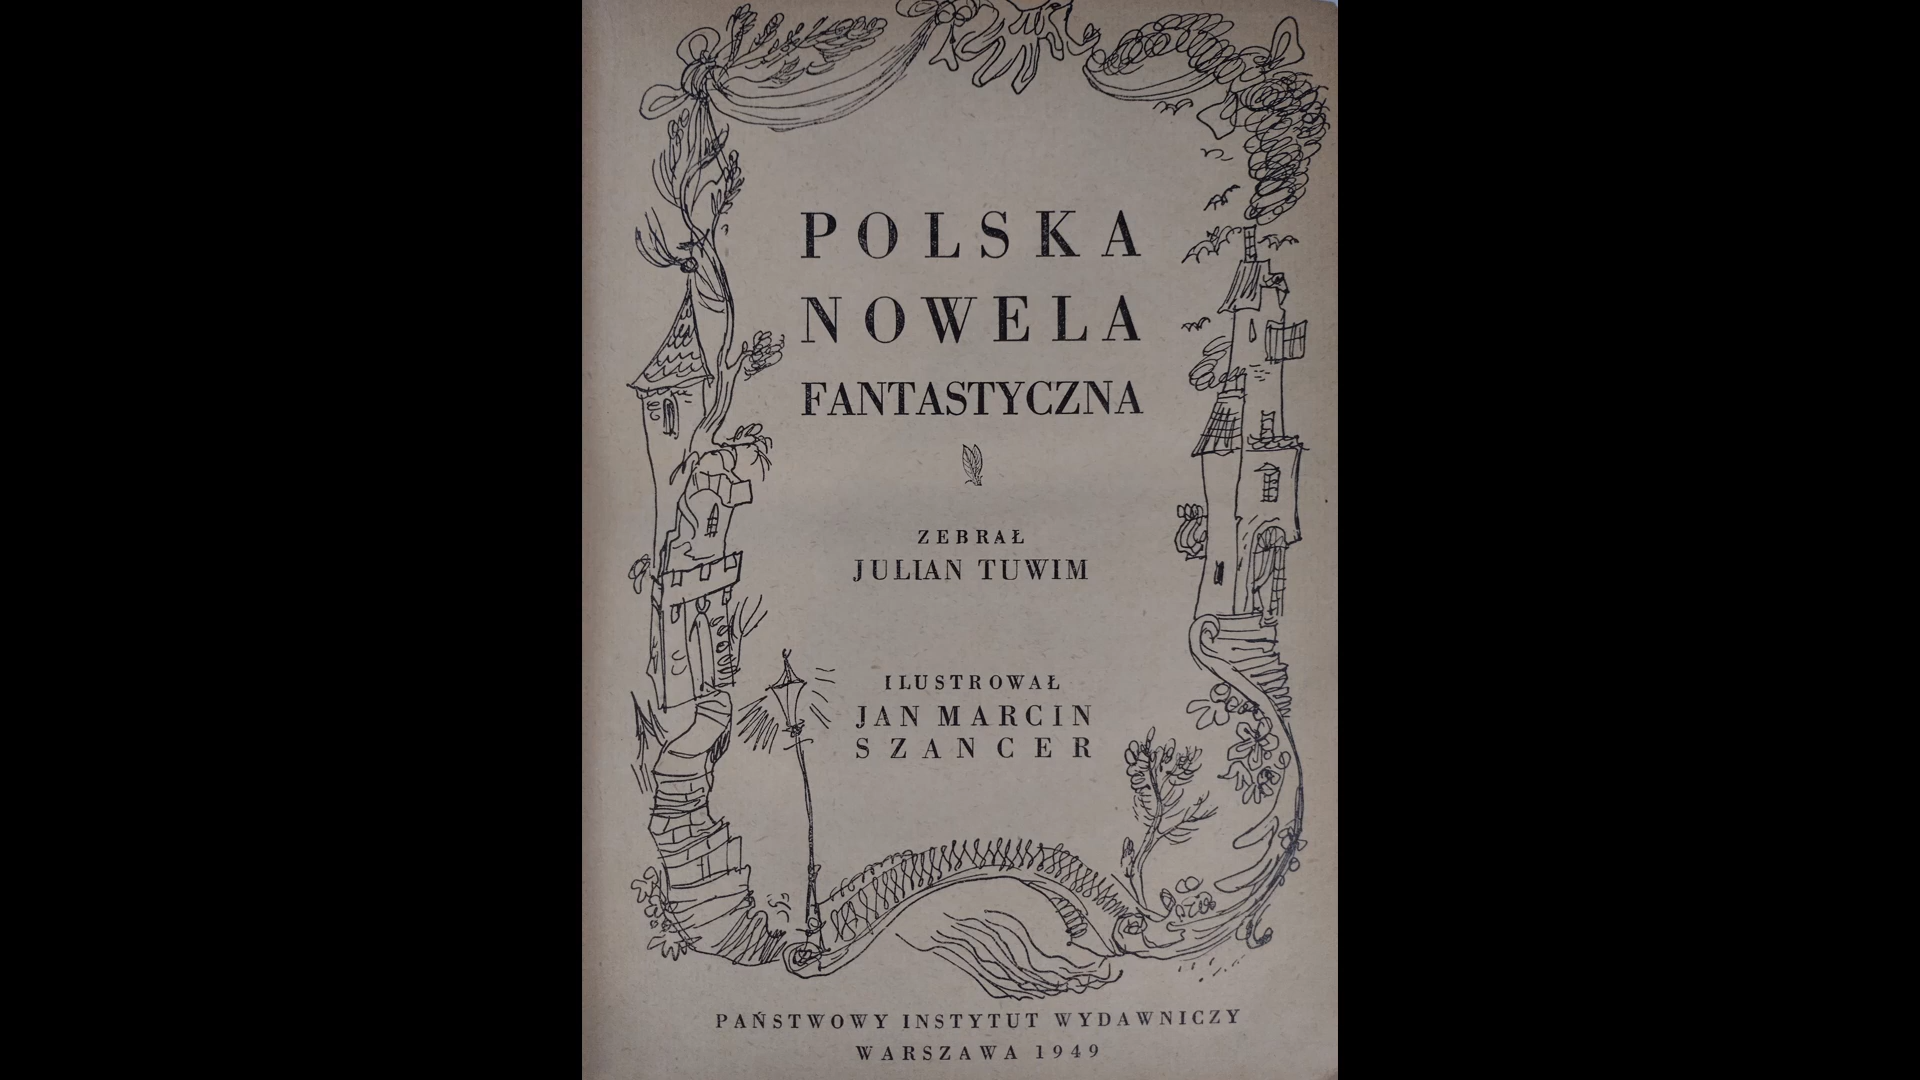 POLSKA
NOWELA
FANTASTYCZNA
ZEBRAŁ
JULIAN TUWIM
ILUSTROWAŁ
JAN MARCIN
SZANCER
PAŃSTWOWY INSTYTUT WYDAWNICZY
WARSZAWA 1949